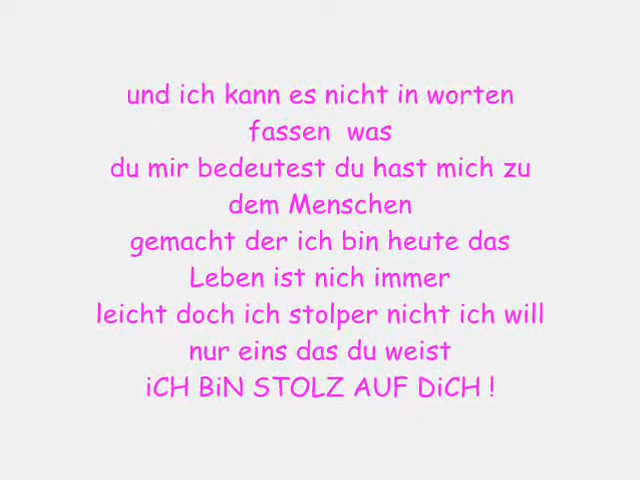 und ich kann es nicht in worten
fassen  was
du mir bedeutest du hast mich zu
dem Menschen
gemacht der ich bin heute das
Leben ist nich immer
leicht doch ich stolper nicht ich will
nur eins das du weist
iCH BiN STOLZ AUF DiCH !